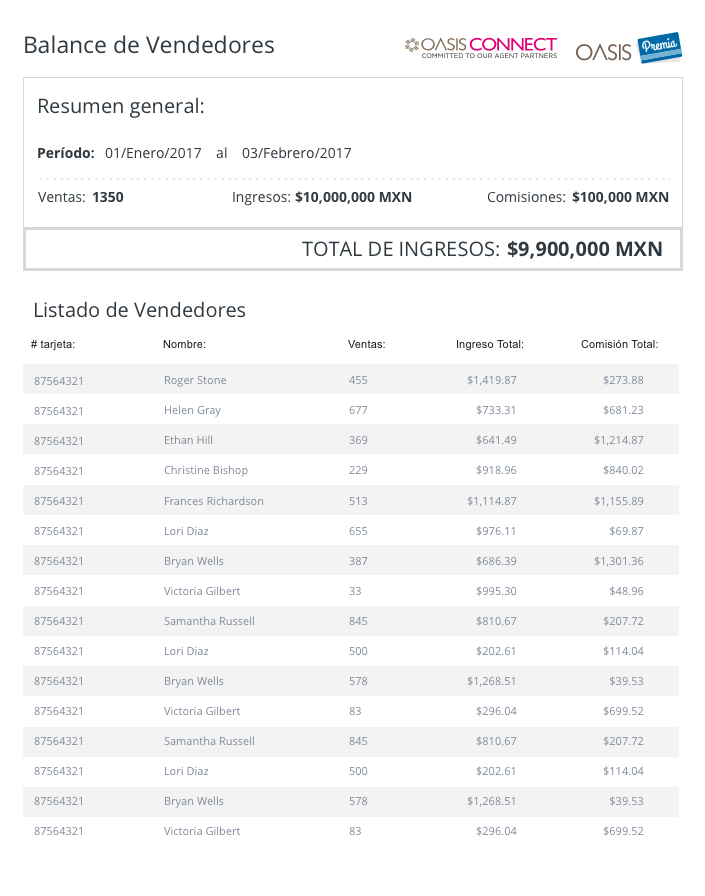 Balance de Vendedores
OASIS CONNECT
COMMITTED TO OUR AGENT PARTNERS
OASIS Premia
Resumen general:
Período: 01/Enero/2017 al 03/Febrero/2017
Ventas: 1350 Ingresos: $10,000,000 MXN Comisiones: $100,000 MXN
TOTAL DE INGRESOS: $9,900,000 MXN
Listado de Vendedores
# tarjeta: Nombre: Ventas: Ingreso Total: Comisión Total:
87564321 Roger Stone 455 $1,419.87 $273.88
87564321 Helen Gray 677 $733.31 $681.23
87564321 Ethan Hill 369 $641.49 $1,214.87
87564321 Christine Bishop 229 $918.96 $840.02
87564321 Frances Richardson 513 $1,114.87 $1,155.89
87564321 Lori Diaz 655 $976.11 $69.87
87564321 Bryan Wells 387 $686.39 $1,301.36
87564321 Victoria Gilbert 33 $995.30 $48.96
87564321 Samantha Russell 845 $810.67 $207.72
87564321 Lori Diaz 500 $202.61 $114.04
87564321 Bryan Wells 578 $1,268.51 $39.53
87564321 Victoria Gilbert 83 $296.04 $699.52
87564321 Samantha Russell 845 $810.67 $207.72
87564321 Lori Diaz 500 $202.61 $114.04
87564321 Bryan Wells 578 $1,268.51 $39.53
87564321 Victoria Gilbert 83 $296.04 $699.52